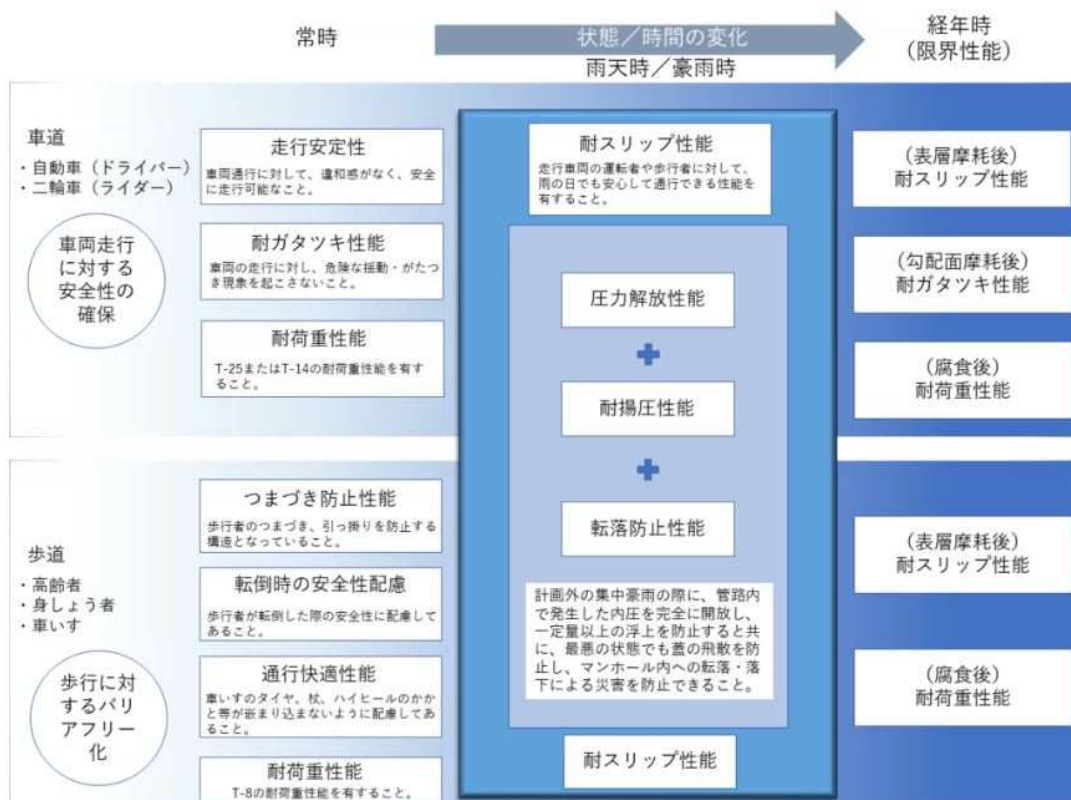 常時
状態／時間の変化
雨天時／豪雨時
経年時
(限界性能)
車道
・自動車（ドライバー）
・二輪車（ライダー）
車両走行
に対する
安全性の
確保
走行安定性
車両通行に対して、違和感がなく、安全
に走行可能なこと。
耐ガタツキ性能
車両の走行に対し、危険な揺動・がたつ
き現象を起こさないこと。
耐荷重性能
T-25またはT-14の耐荷重性能を有す
ること。
耐スリップ性能
走行車両の運転者や歩行者に対して、
雨の日でも安心して通行できる性能を
有すること。
圧力解放性能
耐揚圧性能
転落防止性能
計画外の集中豪雨の際に、管路内
で発生した内圧を完全に開放し、
一定量以上の浮上を防止すると共
に、最悪の状態でも蓋の飛散を防
止し、マンホール内への転落・落
下による災害を防止できること。
耐スリップ性能
(表層摩耗後)
耐スリップ性能
(勾配面摩耗後)
耐ガタツキ性能
(腐食後)
耐荷重性能
歩道
・高齢者
・身しょう者
・車いす
歩行に対
するバリ
アフリー
化
つまづき防止性能
歩行者のつまづき、引っ掛りを防止する
構造となっていること。
転倒時の安全性配慮
歩行者が転倒した際の安全性に配慮して
あること。
通行快適性能
車いすのタイヤ、杖、ハイヒールのかか
と等が嵌まり込まないように配慮してあ
ること。
耐荷重性能
T-8の耐荷重性能を有すること。
(表層摩耗後)
耐スリップ性能
(腐食後)
耐荷重性能